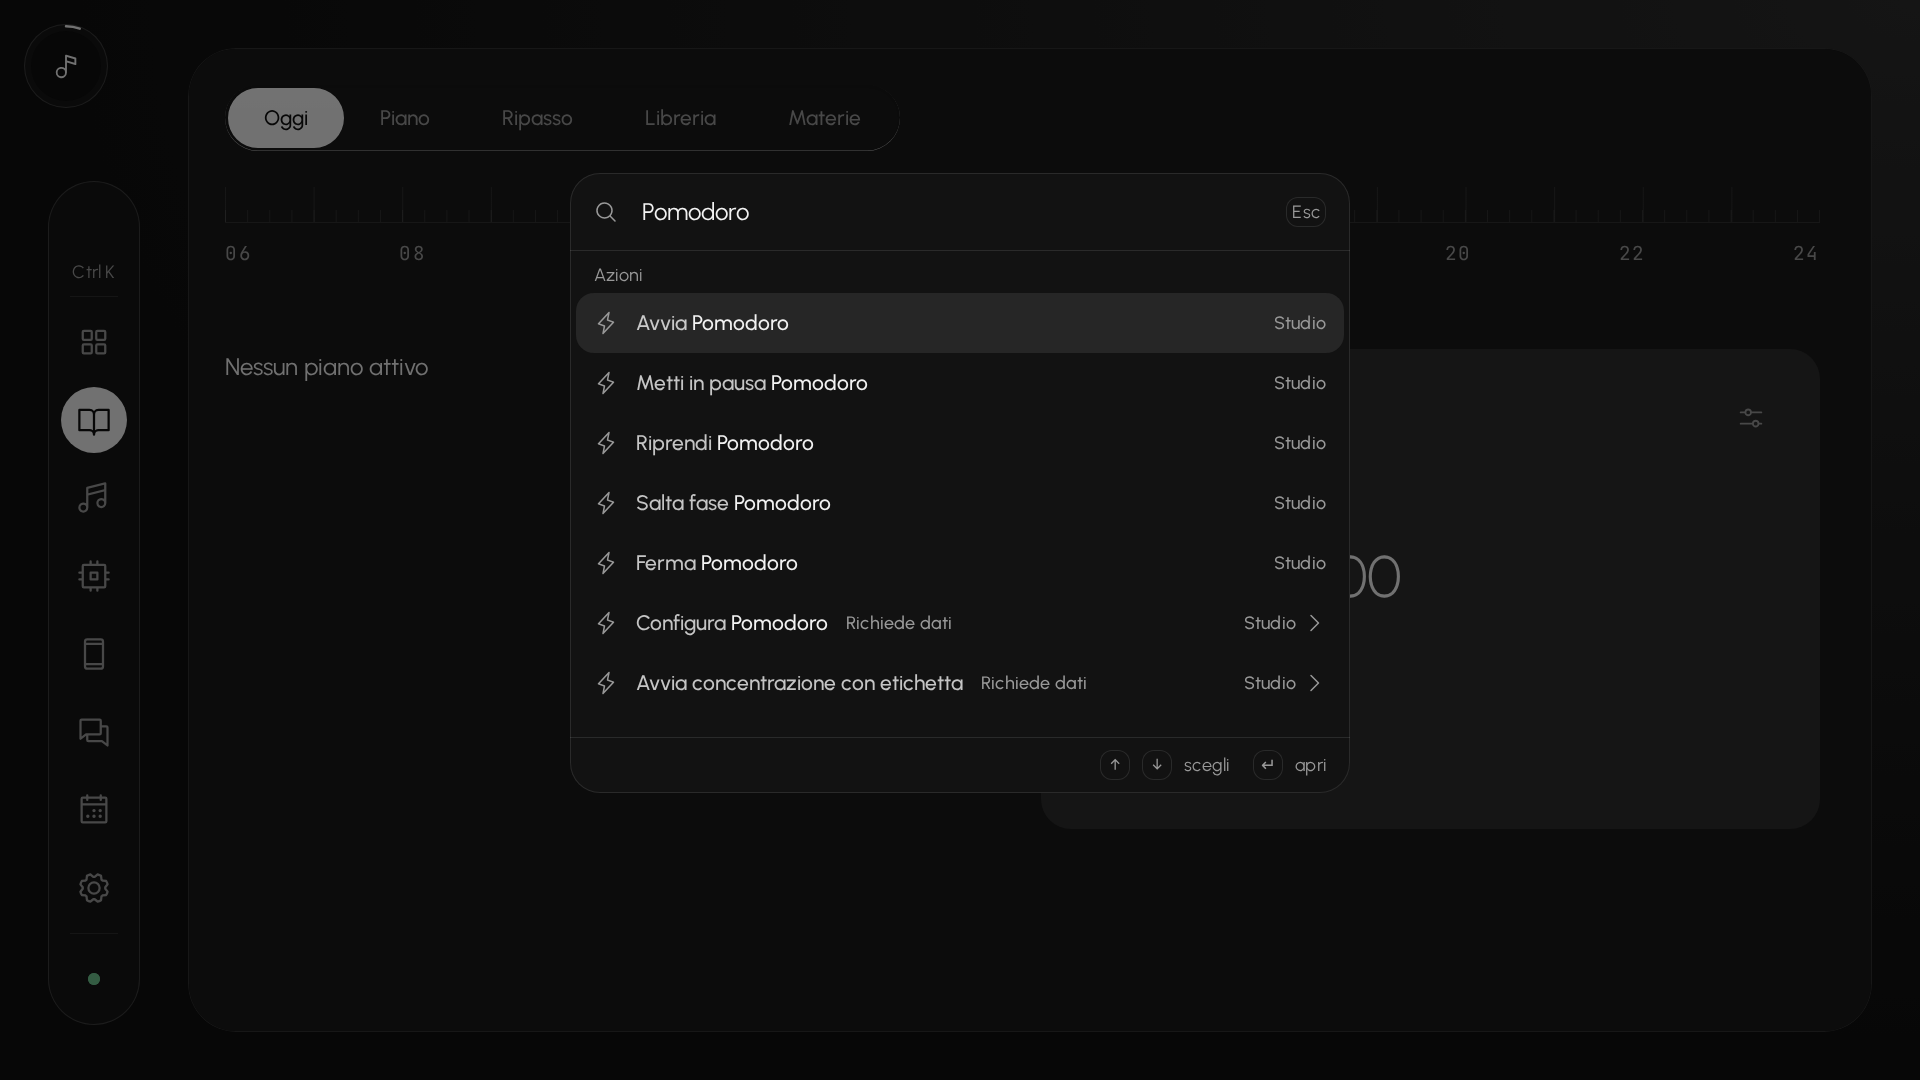 Oggi Piano Ripasso Libreria Materie
Pomodoro Esc
06 08 20 22 24
Ctrl K
Azioni
Avvia Pomodoro Studio
Nessun piano attivo
Metti in pausa Pomodoro Studio
Riprendi Pomodoro Studio
Salta fase Pomodoro Studio
Ferma Pomodoro Studio
00
Configura Pomodoro Richiede dati Studio
Avvia concentrazione con etichetta Richiede dati Studio
scegli apri